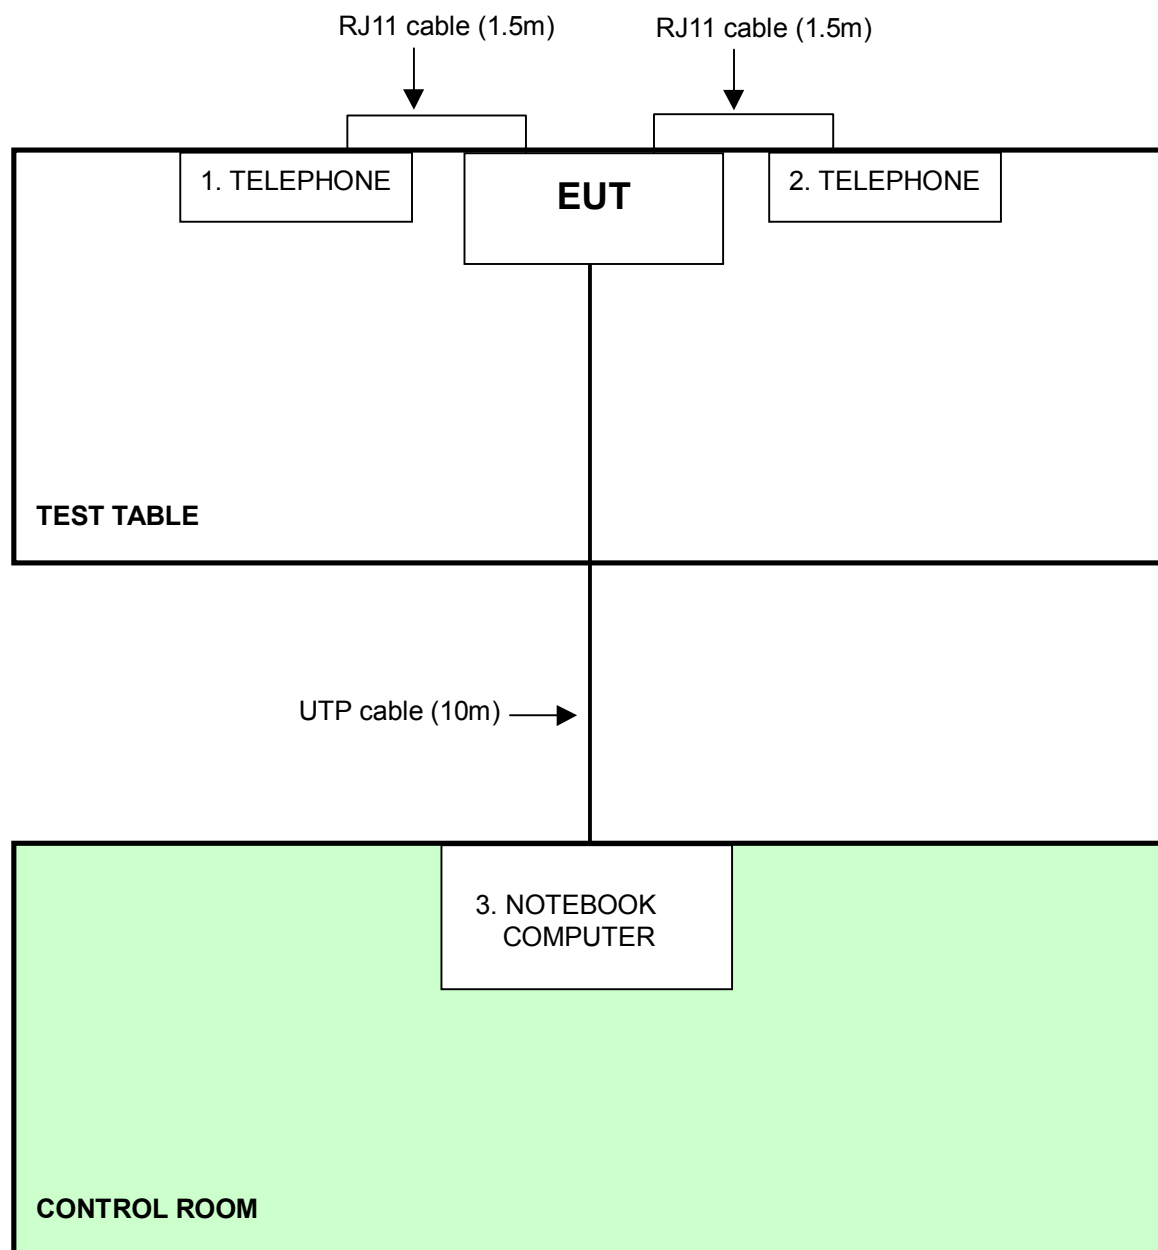 RJ11 cable (1.5m)
RJ11 cable (1.5m)
1. TELEPHONE
EUT
2. TELEPHONE
TEST TABLE
UTP cable (10m)
3. NOTEBOOK
COMPUTER
CONTROL ROOM